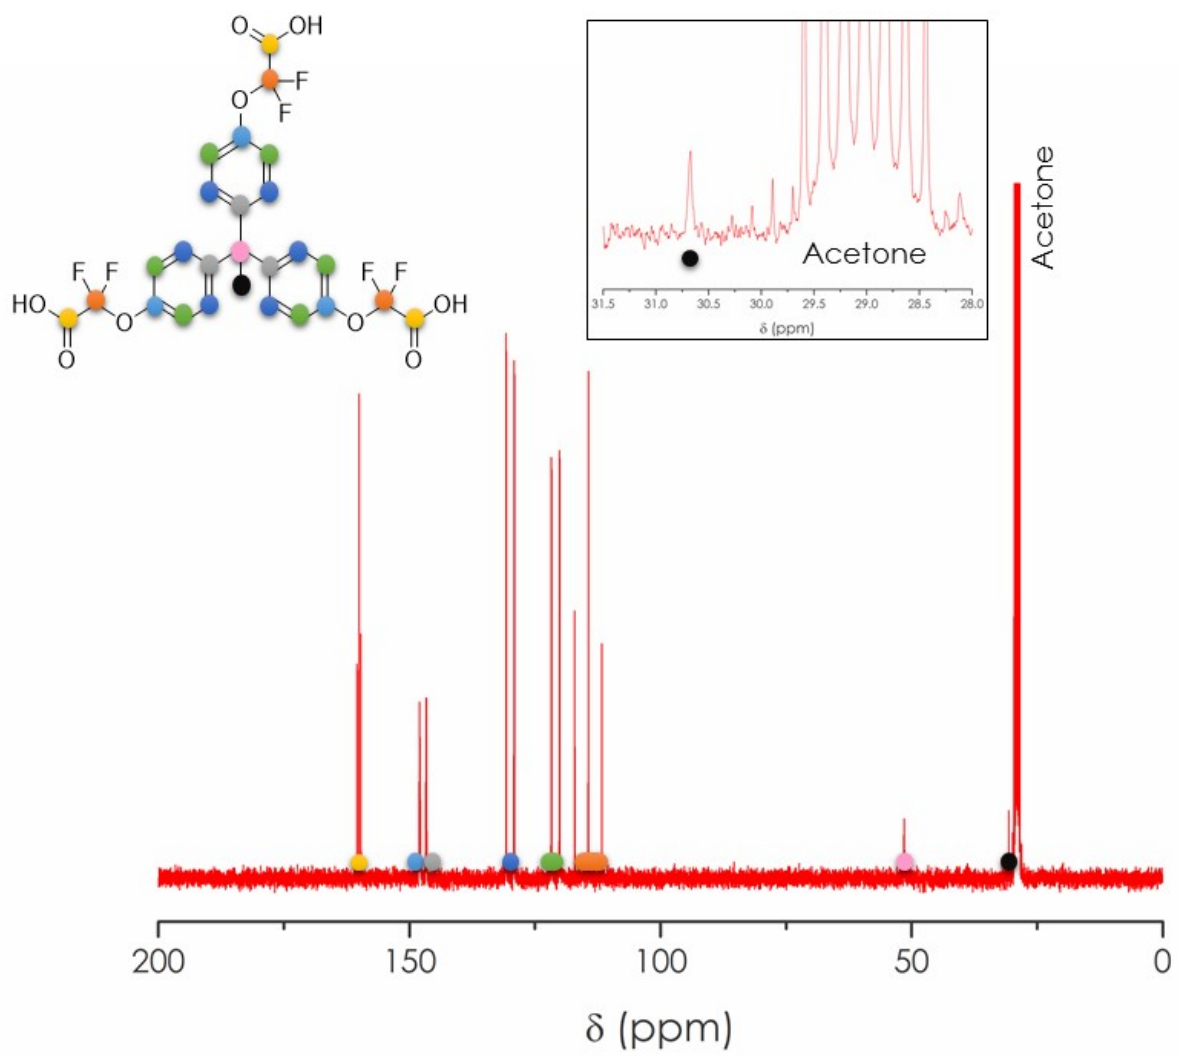 O OH
F
O
F
F F
F F
HO
OH
O
O
O
O
Acetone
31.5 31.0 30.5 30.0 29.5 29.0 28.5 28.0
δ (ppm)
Acetone
200 150 100 50 0
δ (ppm)